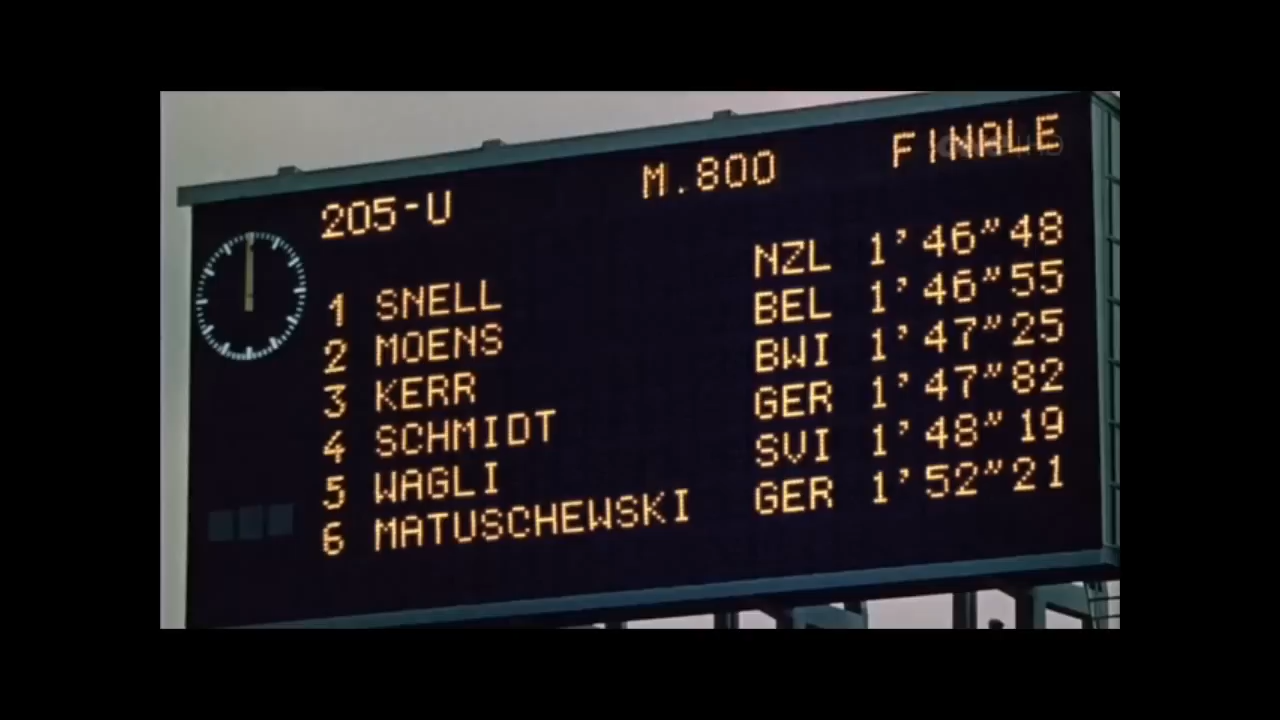 205-U M.800 FINALE
1 SNELL NZL 1'46"48
2 MOENS BEL 1'46"55
3 KERR BWI 1'47"25
4 SCHMIDT GER 1'47"82
5 WAGLI SVI 1'48"19
6 MATUSCHEWSKI GER 1'52"21